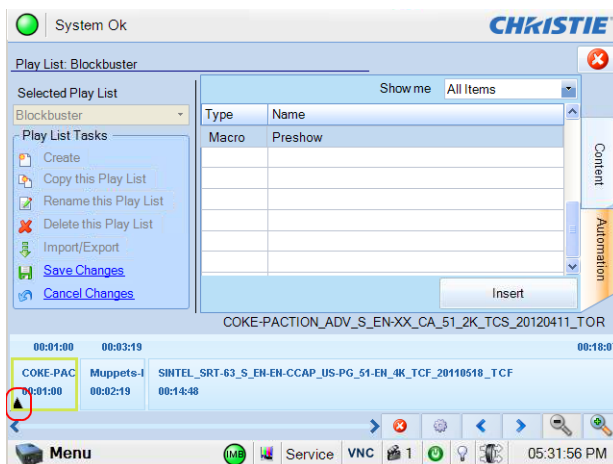 System Ok
CHRISTIE
Play List: Blockbuster
Selected Play List
Blockbuster
Play List Tasks
Create
Copy this Play List
Rename this Play List
Delete this Play List
Import/Export
Save Changes
Cancel Changes
Show me All Items
Type Name
Macro Preshow
Insert
Content
Automation
COKE-PACTION_ADV_S_EN-XX_CA_51_2K_TCS_20120411_TOR
00:01:00 00:03:19 00:18:0
COKE-PAC Muppets-I SINTEL_SRT-63_S_EN-EN-CCAP_US-PG_51-EN_4K_TCF_20110518_TCF
00:01:00 00:02:19 00:14:48
Menu IMB Service VNC 1 05:31:56 PM